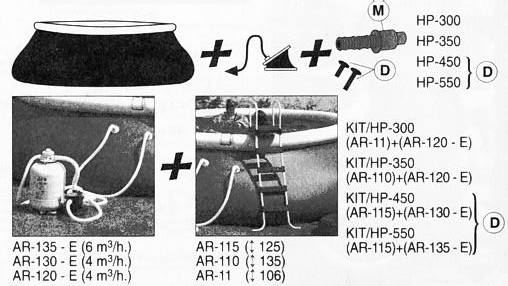 M
HP-300
HP-350
HP-450
HP-550
D
D
KIT/HP-300
(AR-11)+(AR-120 - E)
KIT/HP-350
(AR-110)+(AR-120 - E)
KIT/HP-450
(AR-115)+(AR-130 - E)
KIT/HP-550
(AR-115)+(AR-135 - E)
D
AR-135 - E (6 m³/h.)
AR-130 - E (4 m³/h.)
AR-120 - E (4 m³/h.)
AR-115 (↕ 125)
AR-110 (↕ 135)
AR-11 (↕ 106)